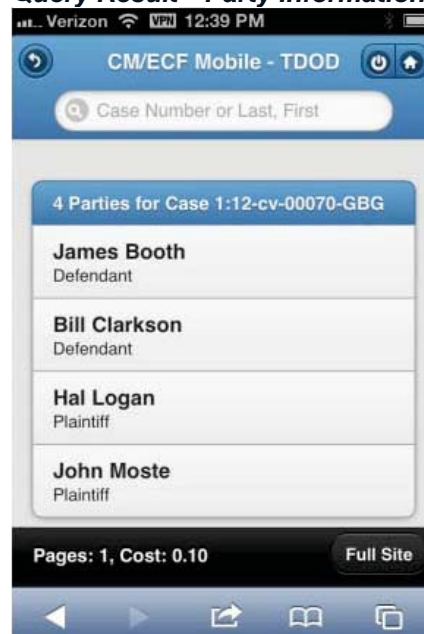 Query Result - Party Information
Verizon VPN 12:39 PM
CM/ECF Mobile - TDOD
Case Number or Last, First
4 Parties for Case 1:12-cv-00070-GBG
James Booth
Defendant
Bill Clarkson
Defendant
Hal Logan
Plaintiff
John Moste
Plaintiff
Pages: 1, Cost: 0.10
Full Site